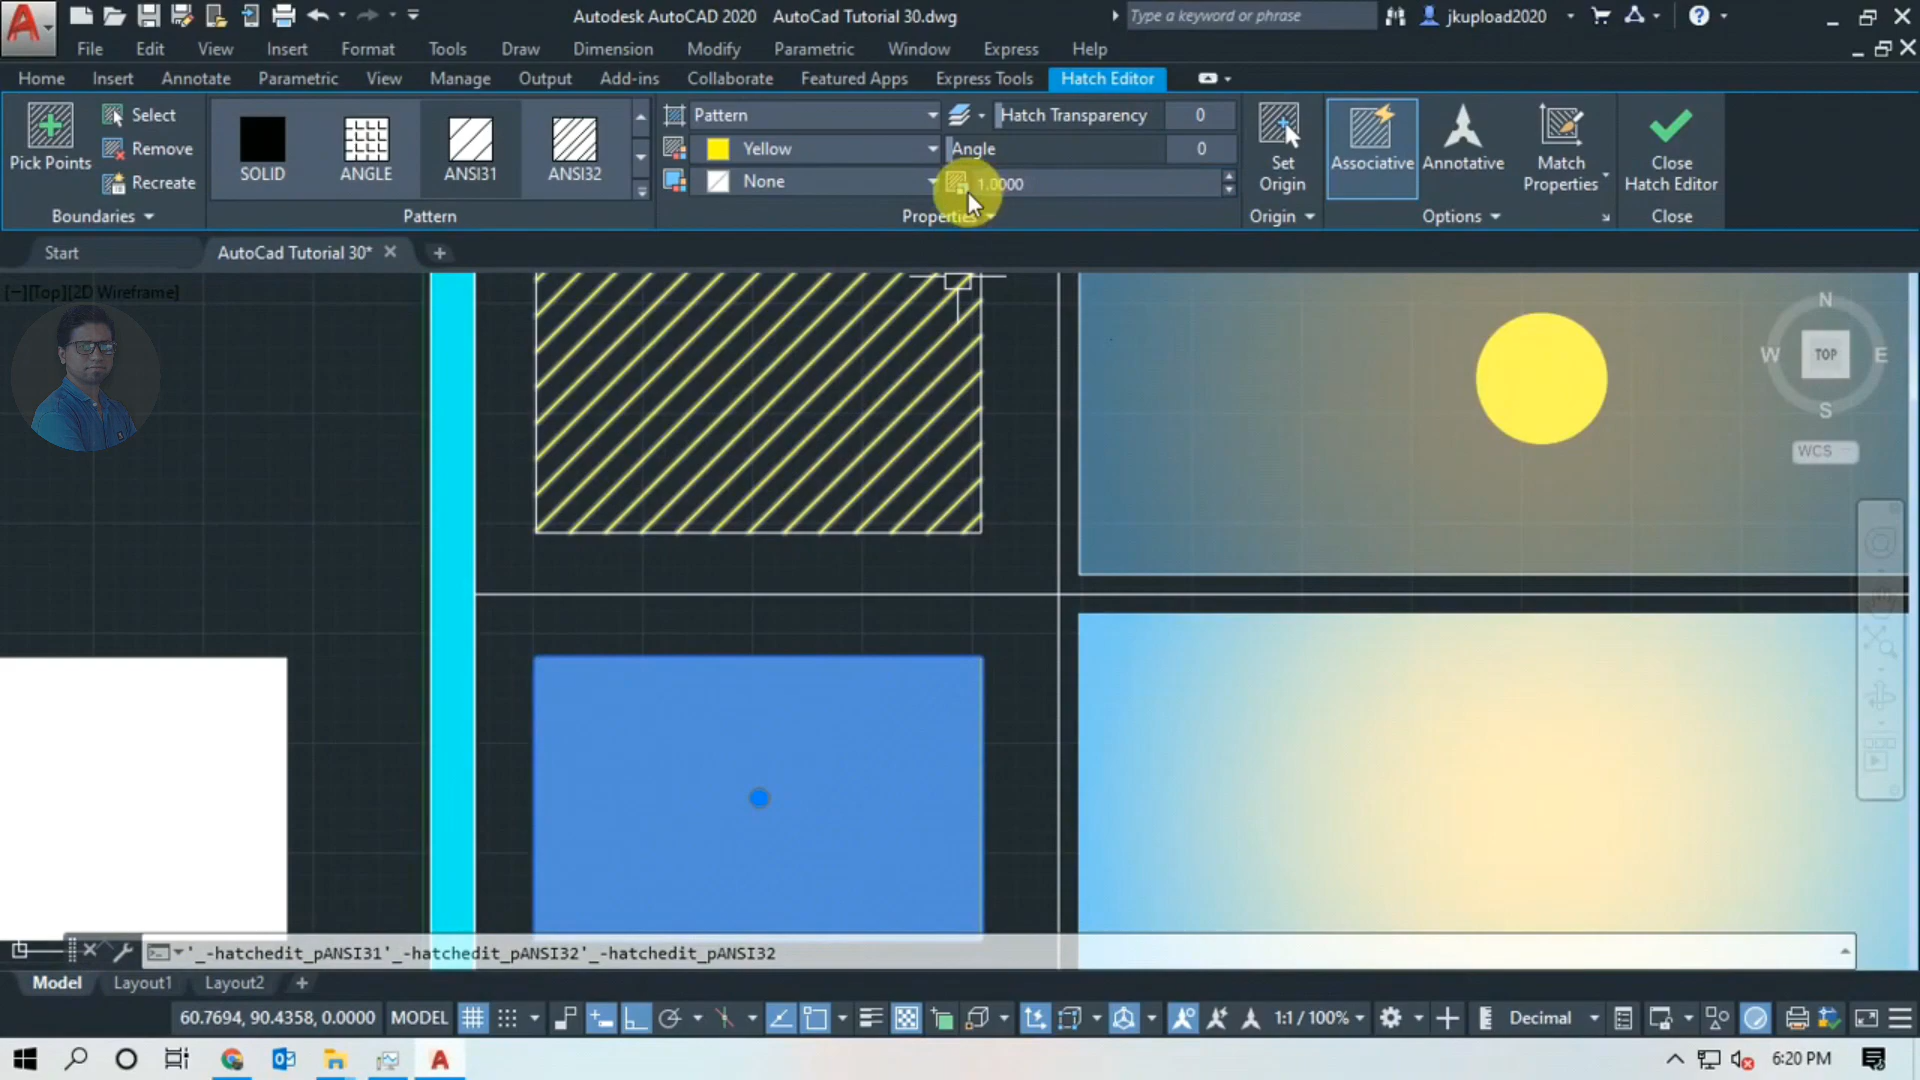 Autodesk AutoCAD 2020 AutoCad Tutorial 30.dwg
Type a keyword or phrase
jkupload2020
File Edit View Insert Format Tools Draw Dimension Modify Parametric Window Express Help
Home Insert Annotate Parametric View Manage Output Add-ins Collaborate Featured Apps Express Tools Hatch Editor
Pick Points
Select
Remove
Recreate
Boundaries
SOLID
ANGLE
ANSI31
ANSI32
Pattern
Pattern
Yellow
None
Hatch Transparency 0
Angle 0
1.0000
Properties
Set
Origin
Origin
Associative
Annotative
Match
Properties
Options
Close
Hatch Editor
Close
Start AutoCad Tutorial 30*
[−][Top][2D Wireframe]
N
W TOP E
S
WCS
'_-hatchedit_pANSI31'_-hatchedit_pANSI32'_-hatchedit_pANSI32
Model Layout1 Layout2
60.7694, 90.4358, 0.0000 MODEL 1:1 / 100% Decimal
6:20 PM